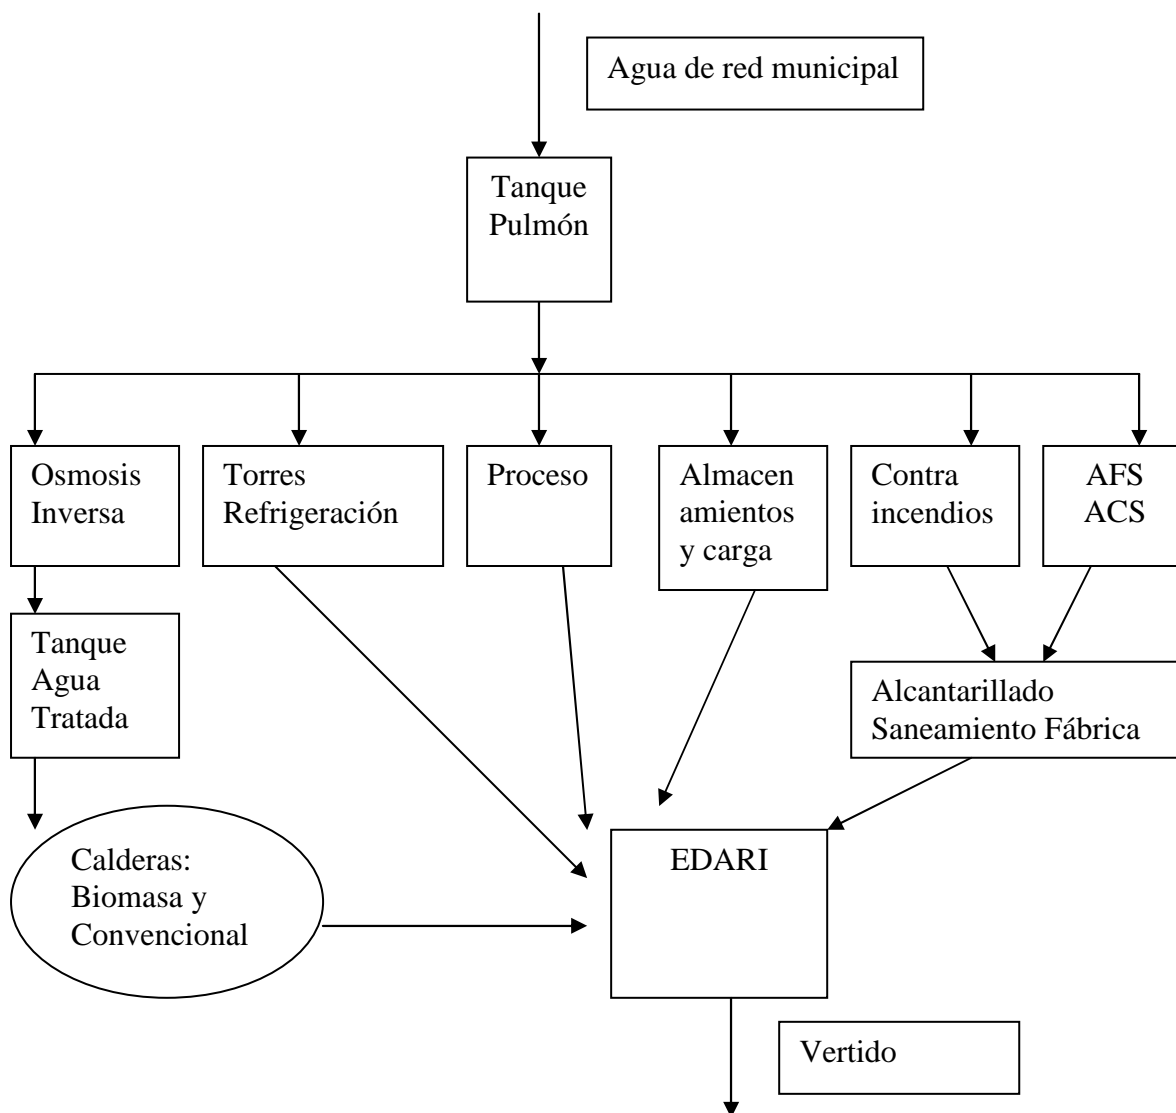 Agua de red municipal
Tanque
Pulmón
Osmosis
Inversa
Torres
Refrigeración
Proceso
Almacen
amientos
y carga
Contra
incendios
AFS
ACS
Tanque
Agua
Tratada
Alcantarillado
Saneamiento Fábrica
Calderas:
Biomasa y
Convencional
EDARI
Vertido